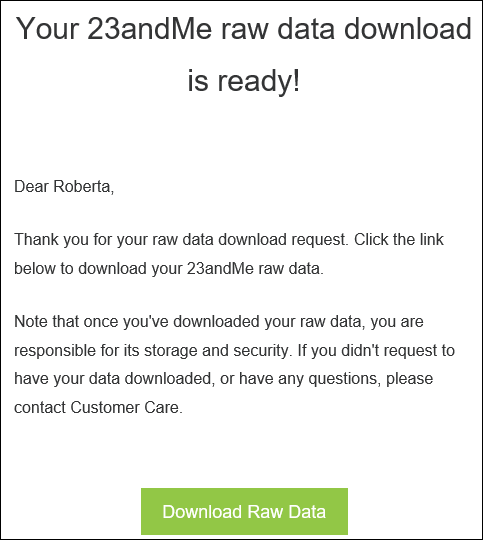 Your 23andMe raw data download
is ready!
Dear Roberta,
Thank you for your raw data download request. Click the link
below to download your 23andMe raw data.
Note that once you've downloaded your raw data, you are
responsible for its storage and security. If you didn't request to
have your data downloaded, or have any questions, please
contact Customer Care.
Download Raw Data